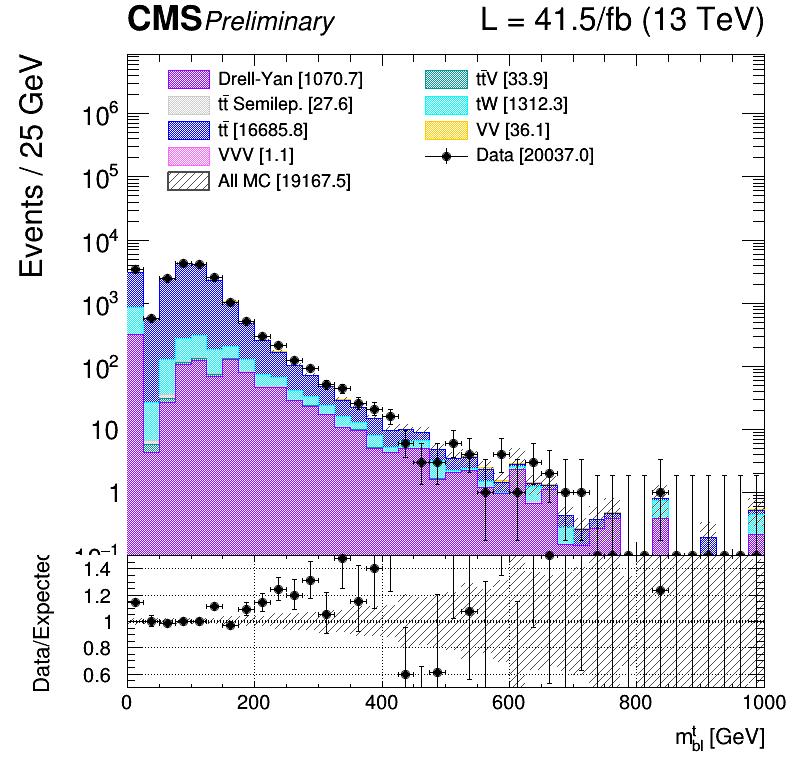 CMS Preliminary L = 41.5/fb (13 TeV)
Events / 25 GeV
Drell-Yan [1070.7]
tt̄ Semilep. [27.6]
tt̄ [16685.8]
VVV [1.1]
All MC [19167.5]
tt̄V [33.9]
tW [1312.3]
VV [36.1]
Data [20037.0]
10⁶
10⁵
10⁴
10³
10²
10
1
10⁻¹
Data/Expected
1.4
1.2
1
0.8
0.6
0 200 400 600 800 1000
mᵗbl [GeV]